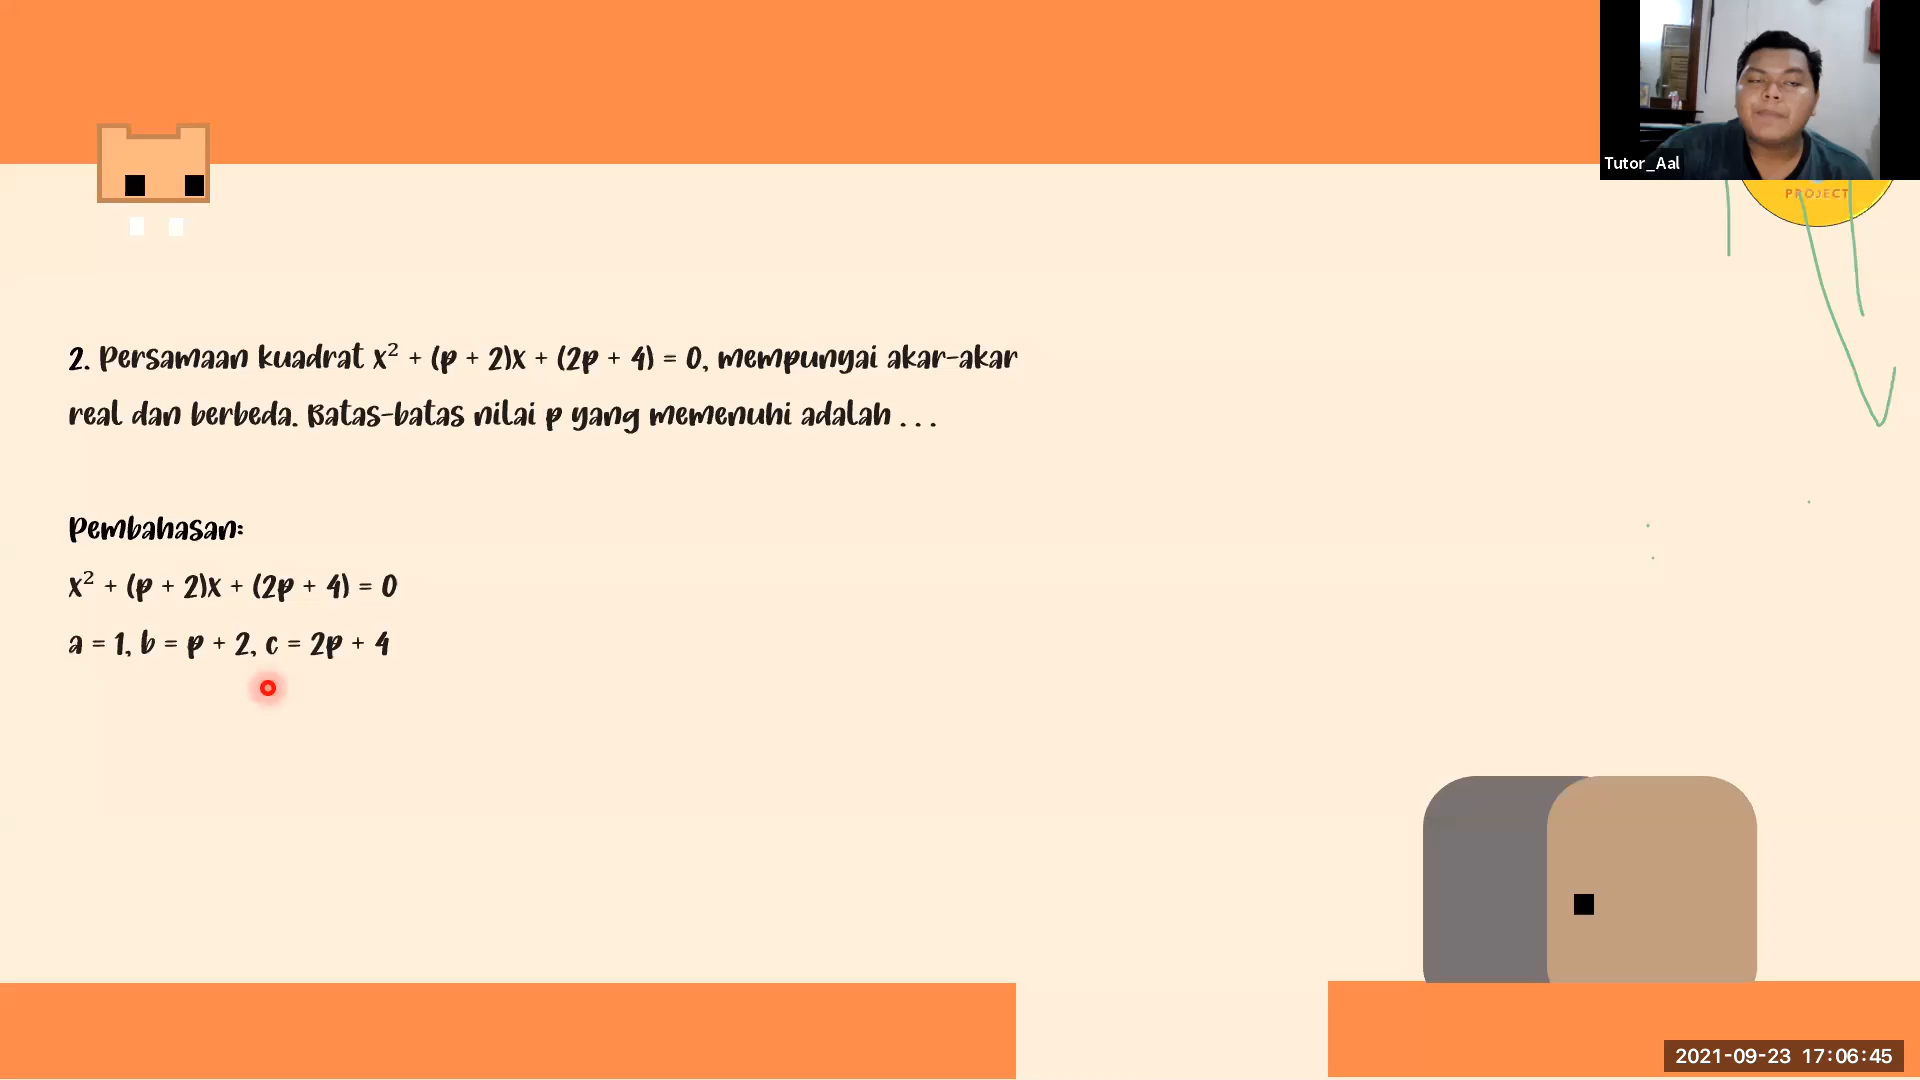 Tutor_Aal
PROJECT
2. Persamaan kuadrat x² + (p + 2)x + (2p + 4) = 0, mempunyai akar-akar
real dan berbeda. Batas-batas nilai p yang memenuhi adalah . . .
Pembahasan:
x² + (p + 2)x + (2p + 4) = 0
a = 1, b = p + 2, c = 2p + 4
2021-09-23 17:06:45